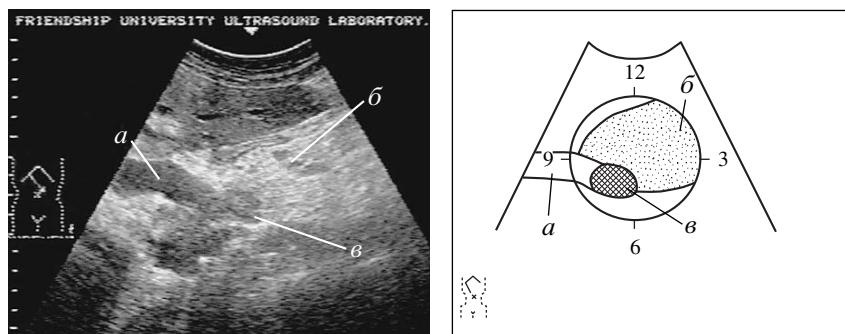 FRIENDSHIP UNIVERSITY ULTRASOUND LABORATORY.
а
б
в
12
б
9
3
а
в
6